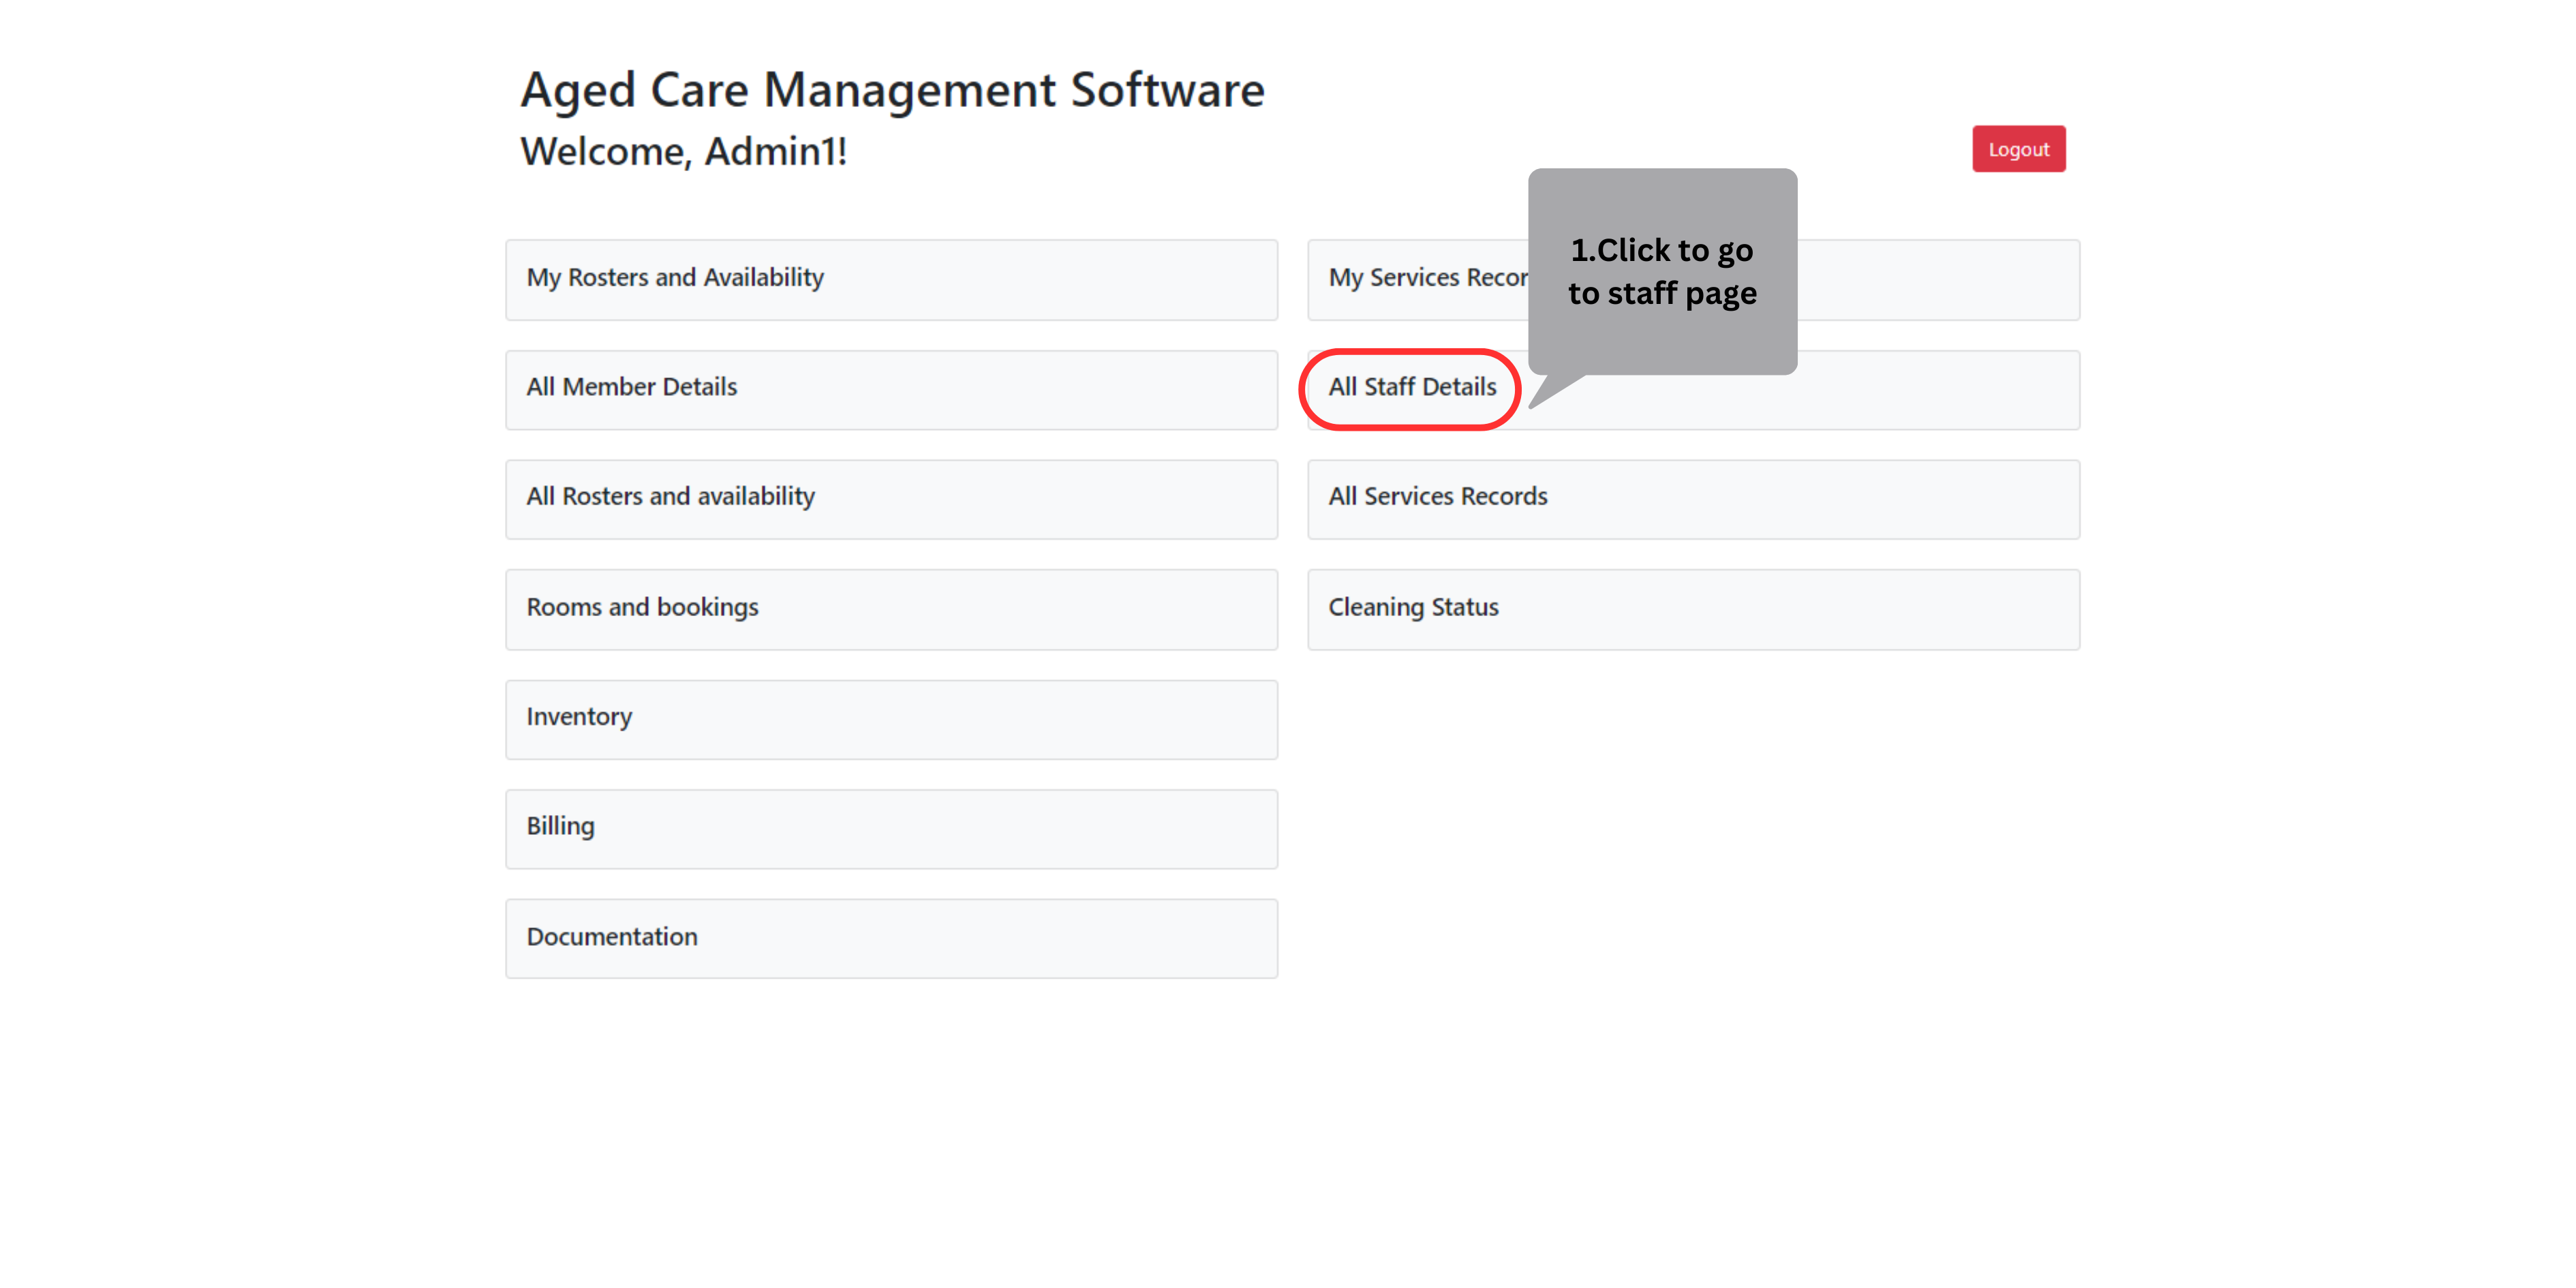 Aged Care Management Software
Welcome, Admin1!
Logout
My Rosters and Availability
My Services Recor
1.Click to go
to staff page
All Member Details
All Staff Details
All Rosters and availability
All Services Records
Rooms and bookings
Cleaning Status
Inventory
Billing
Documentation